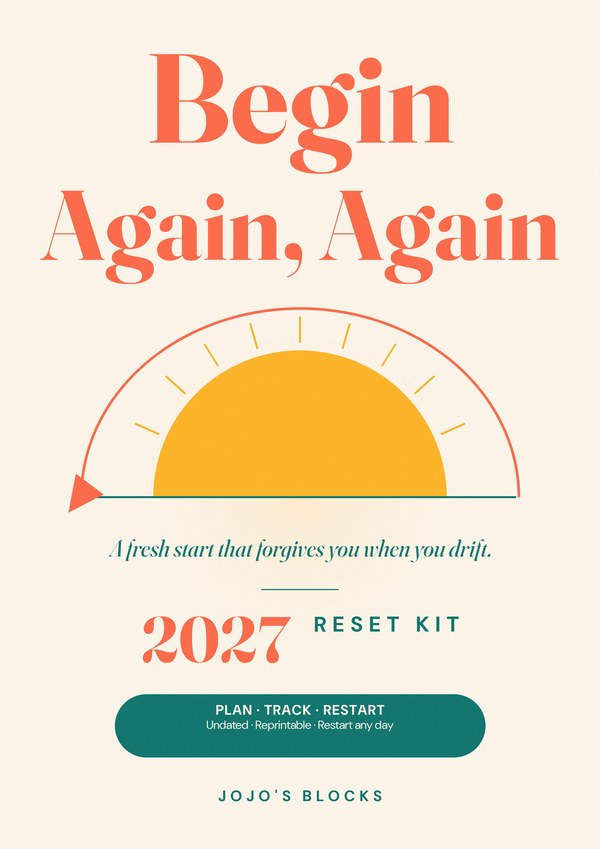 Begin
Again, Again
A fresh start that forgives you when you drift.
2027 RESET KIT
PLAN · TRACK · RESTART
Undated · Reprintable · Restart any day
JOJO'S BLOCKS